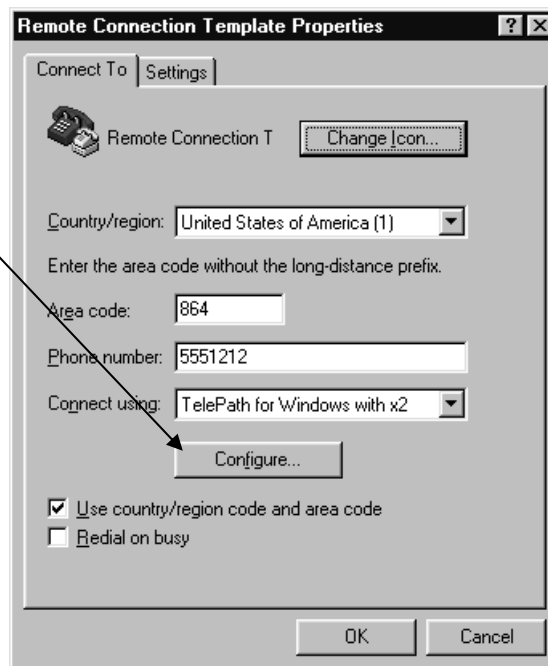 Remote Connection Template Properties
Connect To Settings
Remote Connection T Change Icon...
Country/region: United States of America (1)
Enter the area code without the long-distance prefix.
Area code: 864
Phone number: 5551212
Connect using: TelePath for Windows with x2
Configure...
Use country/region code and area code
Redial on busy
OK Cancel